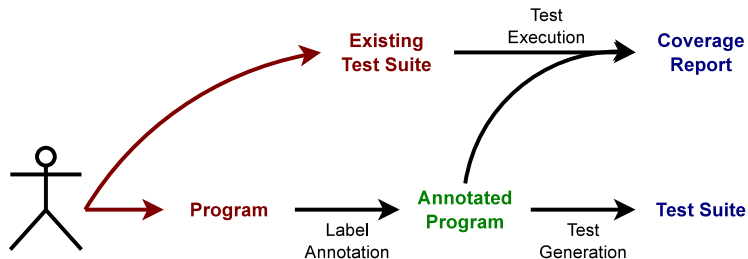 Existing
Test Suite
Test
Execution
Coverage
Report
Program
Label
Annotation
Annotated
Program
Test
Generation
Test Suite